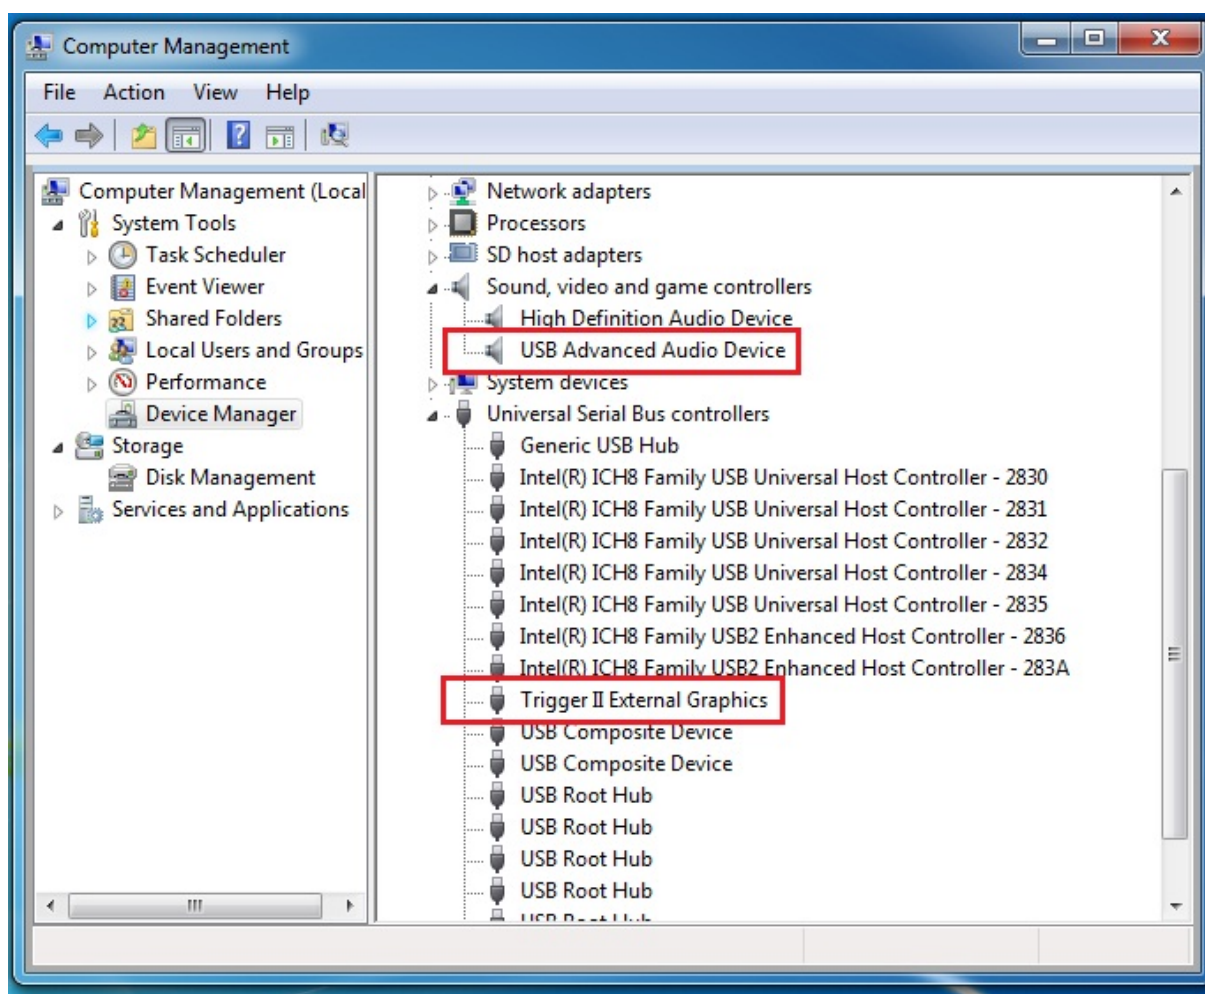 Computer Management
File Action View Help
Computer Management (Local
System Tools
Task Scheduler
Event Viewer
Shared Folders
Local Users and Groups
Performance
Device Manager
Storage
Disk Management
Services and Applications
Network adapters
Processors
SD host adapters
Sound, video and game controllers
High Definition Audio Device
USB Advanced Audio Device
System devices
Universal Serial Bus controllers
Generic USB Hub
Intel(R) ICH8 Family USB Universal Host Controller - 2830
Intel(R) ICH8 Family USB Universal Host Controller - 2831
Intel(R) ICH8 Family USB Universal Host Controller - 2832
Intel(R) ICH8 Family USB Universal Host Controller - 2834
Intel(R) ICH8 Family USB Universal Host Controller - 2835
Intel(R) ICH8 Family USB2 Enhanced Host Controller - 2836
Intel(R) ICH8 Family USB2 Enhanced Host Controller - 283A
Trigger II External Graphics
USB Composite Device
USB Composite Device
USB Root Hub
USB Root Hub
USB Root Hub
USB Root Hub
USB Root Hub